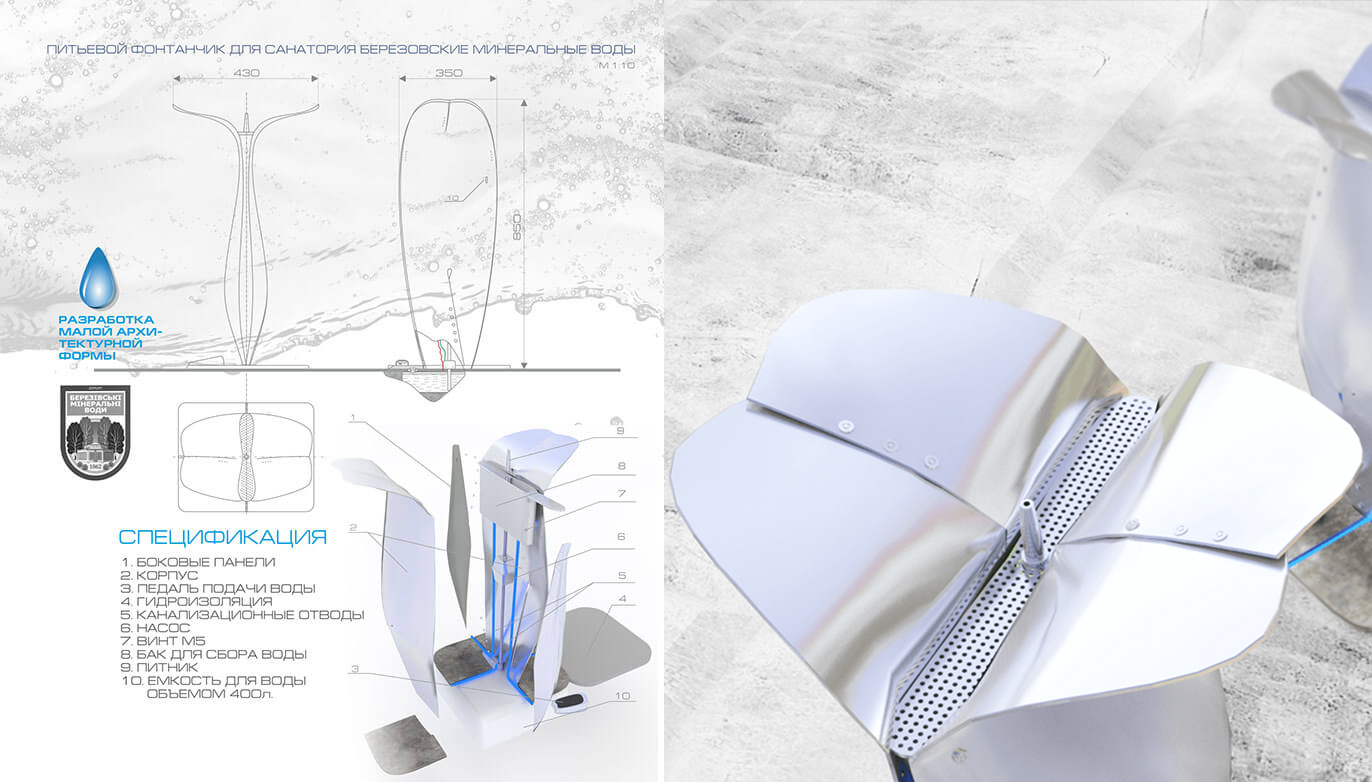 ПИТЬЕВОЙ ФОНТАНЧИК ДЛЯ САНАТОРИЯ БЕРЕЗОВСКИЕ МИНЕРАЛЬНЫЕ ВОДЫ
М 1:10
430
350
10
850
РАЗРАБОТКА
МАЛОЙ АРХИ-
ТЕКТУРНОЙ
ФОРМЫ
БЕРЕЗІВСЬКІ
МІНЕРАЛЬНІ
ВОДИ
1862
СПЕЦИФИКАЦИЯ
1. БОКОВЫЕ ПАНЕЛИ
2. КОРПУС
3. ПЕДАЛЬ ПОДАЧИ ВОДЫ
4. ГИДРОИЗОЛЯЦИЯ
5. КАНАЛИЗАЦИОННЫЕ ОТВОДЫ
6. НАСОС
7. ВИНТ М5
8. БАК ДЛЯ СБОРА ВОДЫ
9. ПИТНИК
10. ЕМКОСТЬ ДЛЯ ВОДЫ
ОБЪЕМОМ 400л.
1
2
3
9
8
7
6
5
4
10